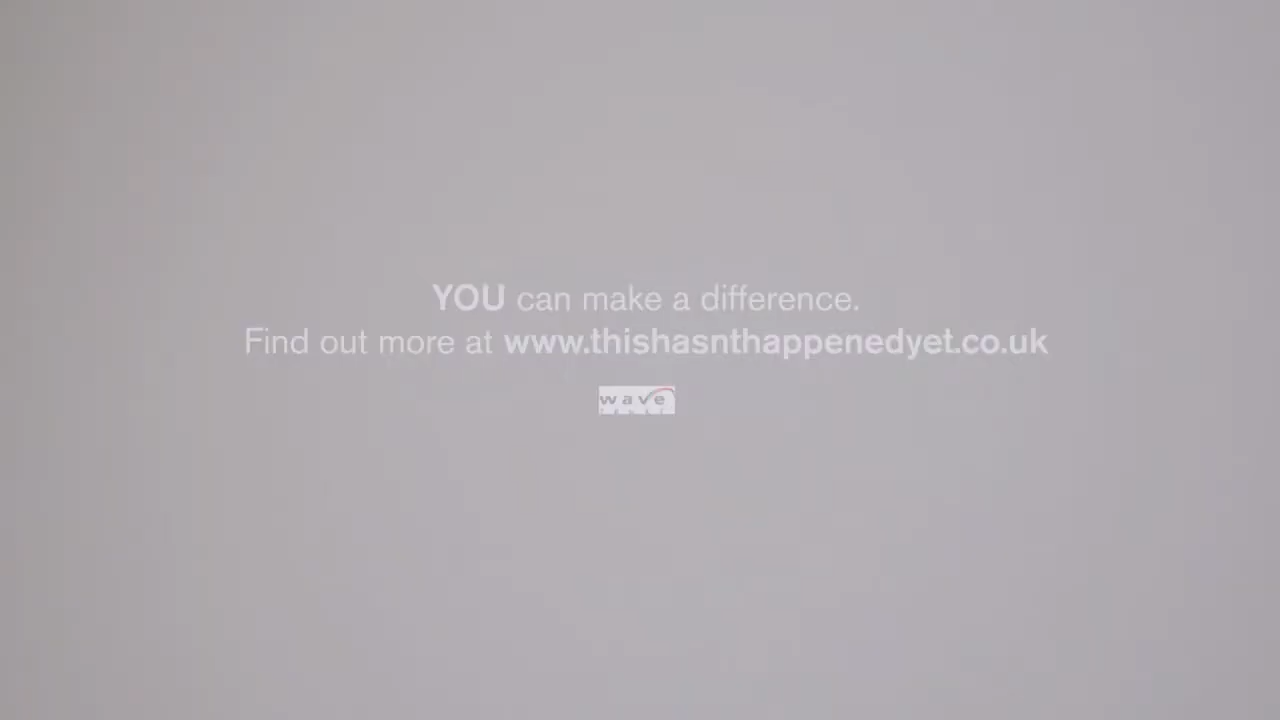 YOU can make a difference.
Find out more at www.thishasnthappenedyet.co.uk
wave